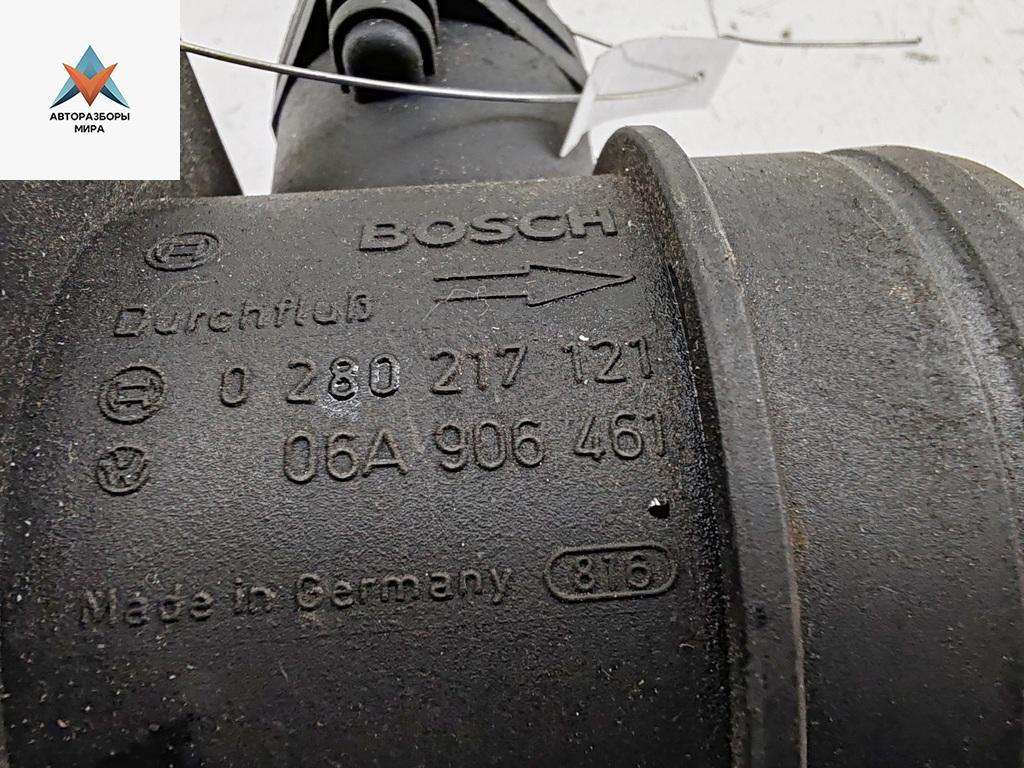 АВТОРАЗБОРЫ
МИРА
BOSCH
Durchfluß
0 280 217 121
06A 906 461
Made in Germany 816